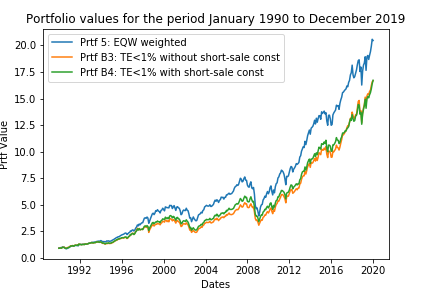 Portfolio values for the period January 1990 to December 2019
Prtf 5: EQW weighted
Prtf B3: TE<1% without short-sale const
Prtf B4: TE<1% with short-sale const
Prtf Value
20.0
17.5
15.0
12.5
10.0
7.5
5.0
2.5
0.0
1992 1996 2000 2004 2008 2012 2016 2020
Dates